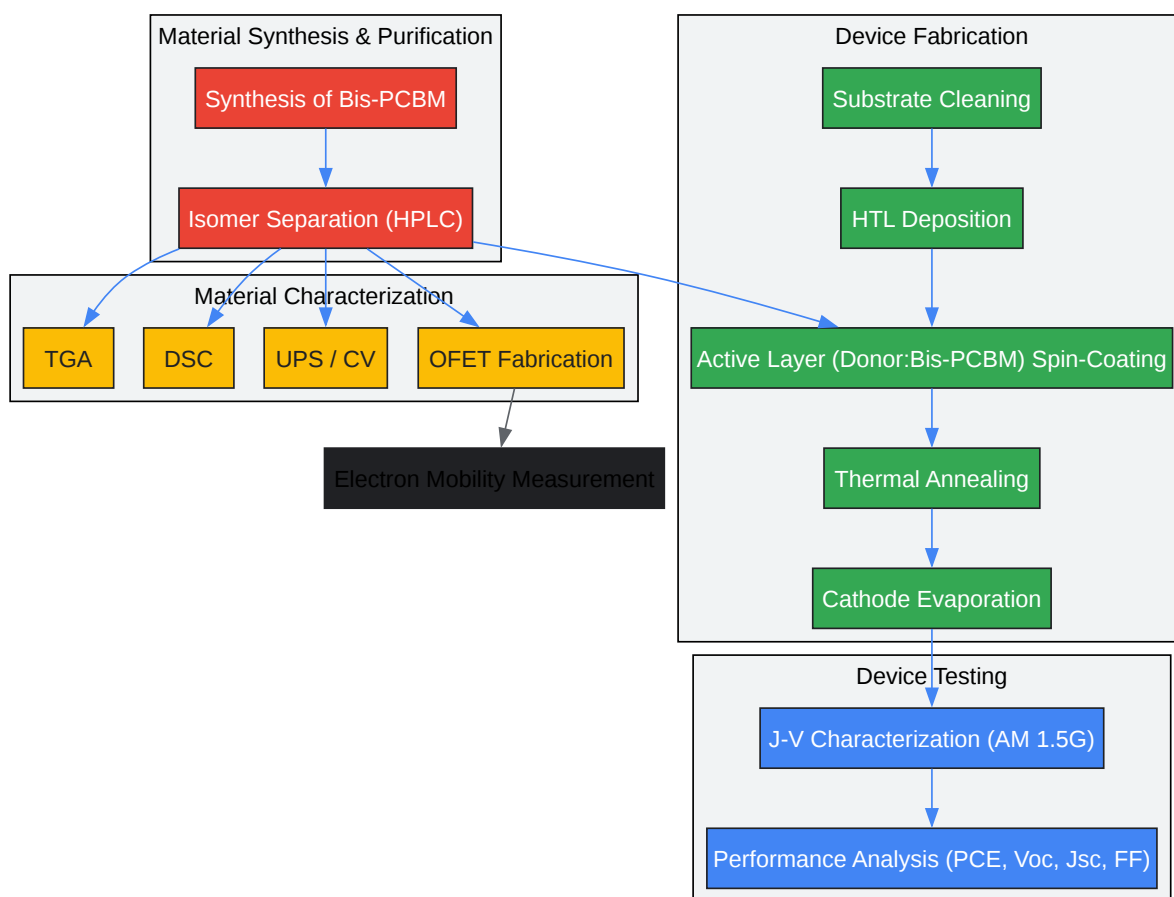 Material Synthesis & Purification
Synthesis of Bis-PCBM
Isomer Separation (HPLC)
Material Characterization
TGA
DSC
UPS / CV
OFET Fabrication
Electron Mobility Measurement
Device Fabrication
Substrate Cleaning
HTL Deposition
Active Layer (Donor:Bis-PCBM) Spin-Coating
Thermal Annealing
Cathode Evaporation
Device Testing
J-V Characterization (AM 1.5G)
Performance Analysis (PCE, Voc, Jsc, FF)